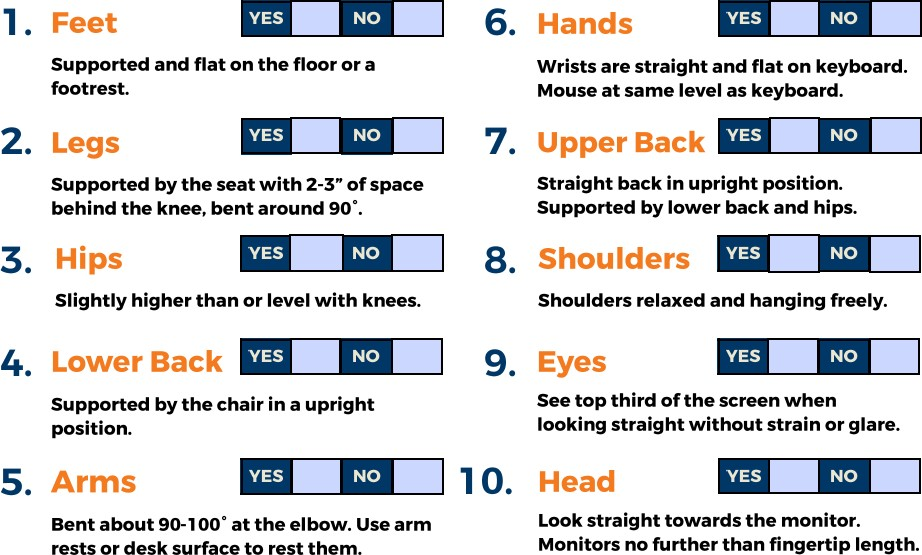 1. Feet YES NO
Supported and flat on the floor or a
footrest.
2. Legs YES NO
Supported by the seat with 2-3” of space
behind the knee, bent around 90˚.
3. Hips YES NO
Slightly higher than or level with knees.
4. Lower Back YES NO
Supported by the chair in a upright
position.
5. Arms YES NO
Bent about 90-100˚ at the elbow. Use arm
rests or desk surface to rest them.
6. Hands YES NO
Wrists are straight and flat on keyboard.
Mouse at same level as keyboard.
7. Upper Back YES NO
Straight back in upright position.
Supported by lower back and hips.
8. Shoulders YES NO
Shoulders relaxed and hanging freely.
9. Eyes YES NO
See top third of the screen when
looking straight without strain or glare.
10. Head YES NO
Look straight towards the monitor.
Monitors no further than fingertip length.